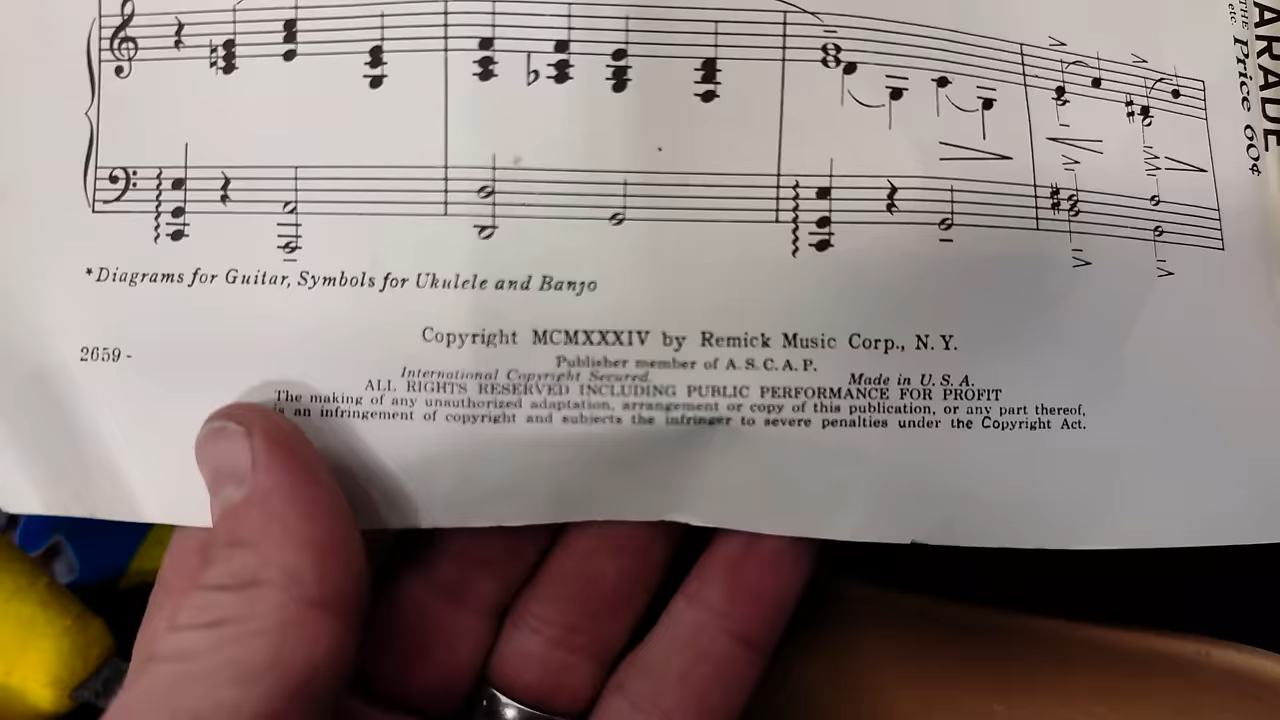 *Diagrams for Guitar, Symbols for Ukulele and Banjo
Copyright MCMXXXIV by Remick Music Corp., N. Y.
2659 -
Publisher member of A. S. C. A. P.
International Copyright Secured. Made in U. S. A.
ALL RIGHTS RESERVED INCLUDING PUBLIC PERFORMANCE FOR PROFIT
The making of any unauthorized adaptation, arrangement or copy of this publication, or any part thereof,
is an infringement of copyright and subjects the infringer to severe penalties under the Copyright Act.
ARADE
THE
etc. Price 60¢